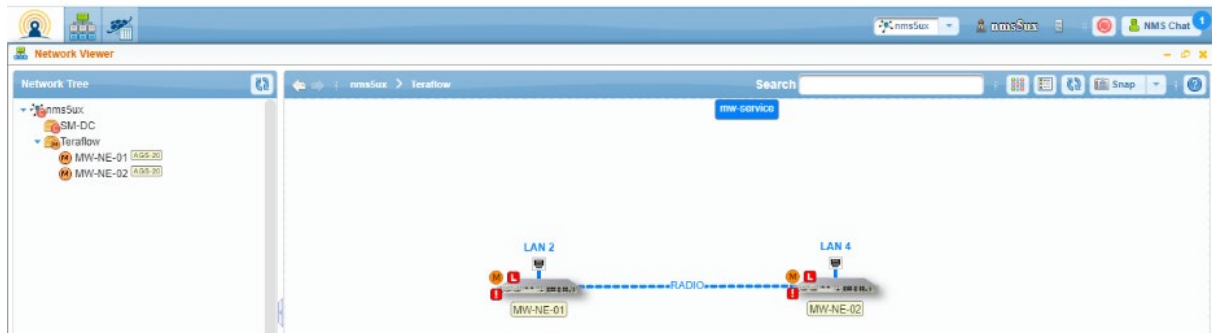 nms5ux nms5ux NMS Chat 1
Network Viewer
Network Tree
nms5ux > Teraflow Search Snap
mw-service
nms5ux
SM-DC
Teraflow
MW-NE-01 AGS-20
MW-NE-02 AGS-20
LAN 2 LAN 4
M L M L
RADIO
! !
MW-NE-01 MW-NE-02